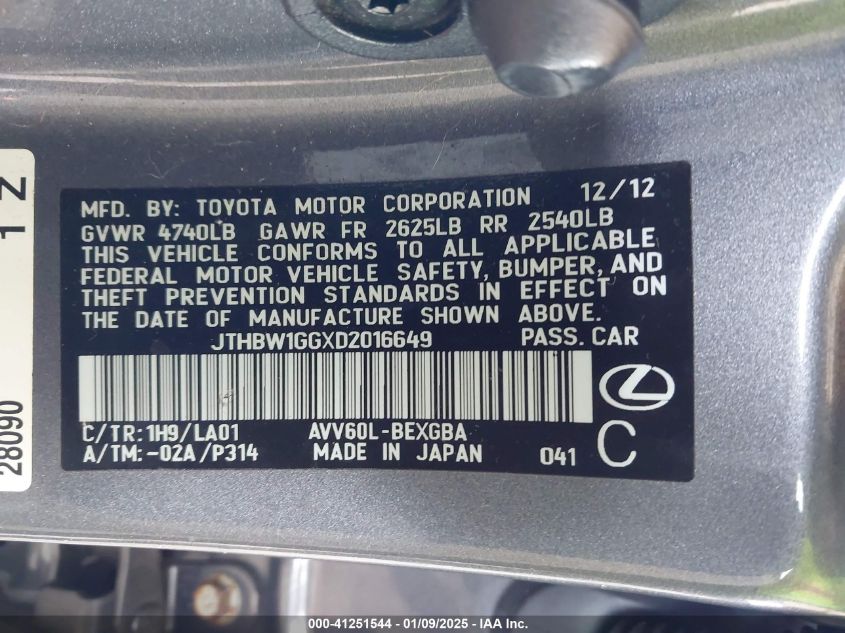 MFD. BY: TOYOTA MOTOR CORPORATION 12/12
GVWR 4740LB GAWR FR 2625LB RR 2540LB
THIS VEHICLE CONFORMS TO ALL APPLICABLE
FEDERAL MOTOR VEHICLE SAFETY, BUMPER, AND
THEFT PREVENTION STANDARDS IN EFFECT ON
THE DATE OF MANUFACTURE SHOWN ABOVE.
JTHBW1GGXD2016649 PASS. CAR
C/TR: 1H9/LA01 AVV60L-BEXGBA C
A/TM: -02A/P314 MADE IN JAPAN 041
28090
1 Z
000-41251544 | 01/09/2025 - IAA Inc.